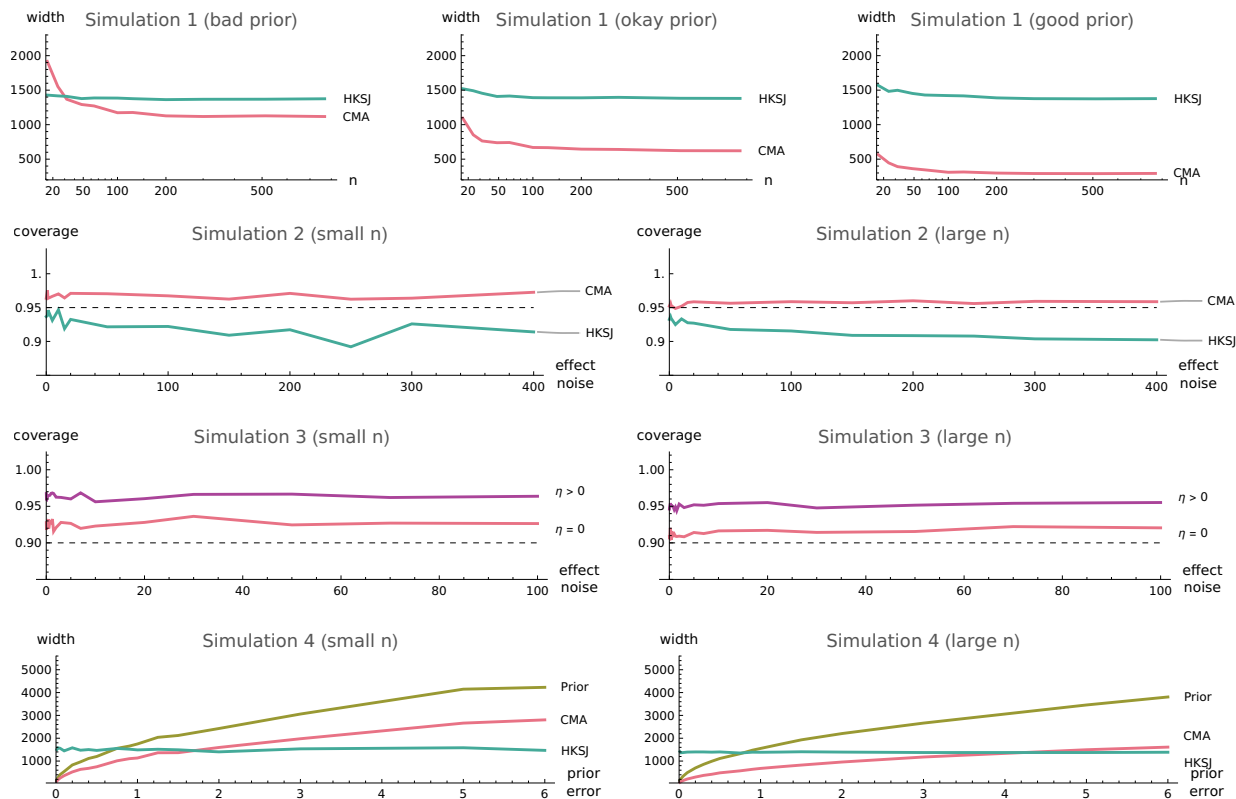 width Simulation 1 (bad prior)
2000
1500
1000
500
HKSJ
CMA
20 50 100 200 500
n
width Simulation 1 (okay prior)
2000
1500
1000
500
HKSJ
CMA
20 50 100 200 500
n
width Simulation 1 (good prior)
2000
1500
1000
500
HKSJ
CMA
20 50 100 200 500
n
coverage Simulation 2 (small n)
1.
0.95
0.9
CMA
HKSJ
0 100 200 300 400
effect
noise
coverage Simulation 2 (large n)
1.
0.95
0.9
CMA
HKSJ
0 100 200 300 400
effect
noise
coverage Simulation 3 (small n)
1.00
0.95
0.90
η > 0
η = 0
0 20 40 60 80 100
effect
noise
coverage Simulation 3 (large n)
1.00
0.95
0.90
η > 0
η = 0
0 20 40 60 80 100
effect
noise
width Simulation 4 (small n)
5000
4000
3000
2000
1000
Prior
CMA
HKSJ
0 1 2 3 4 5 6
prior
error
width Simulation 4 (large n)
5000
4000
3000
2000
1000
Prior
CMA
HKSJ
0 1 2 3 4 5 6
prior
error